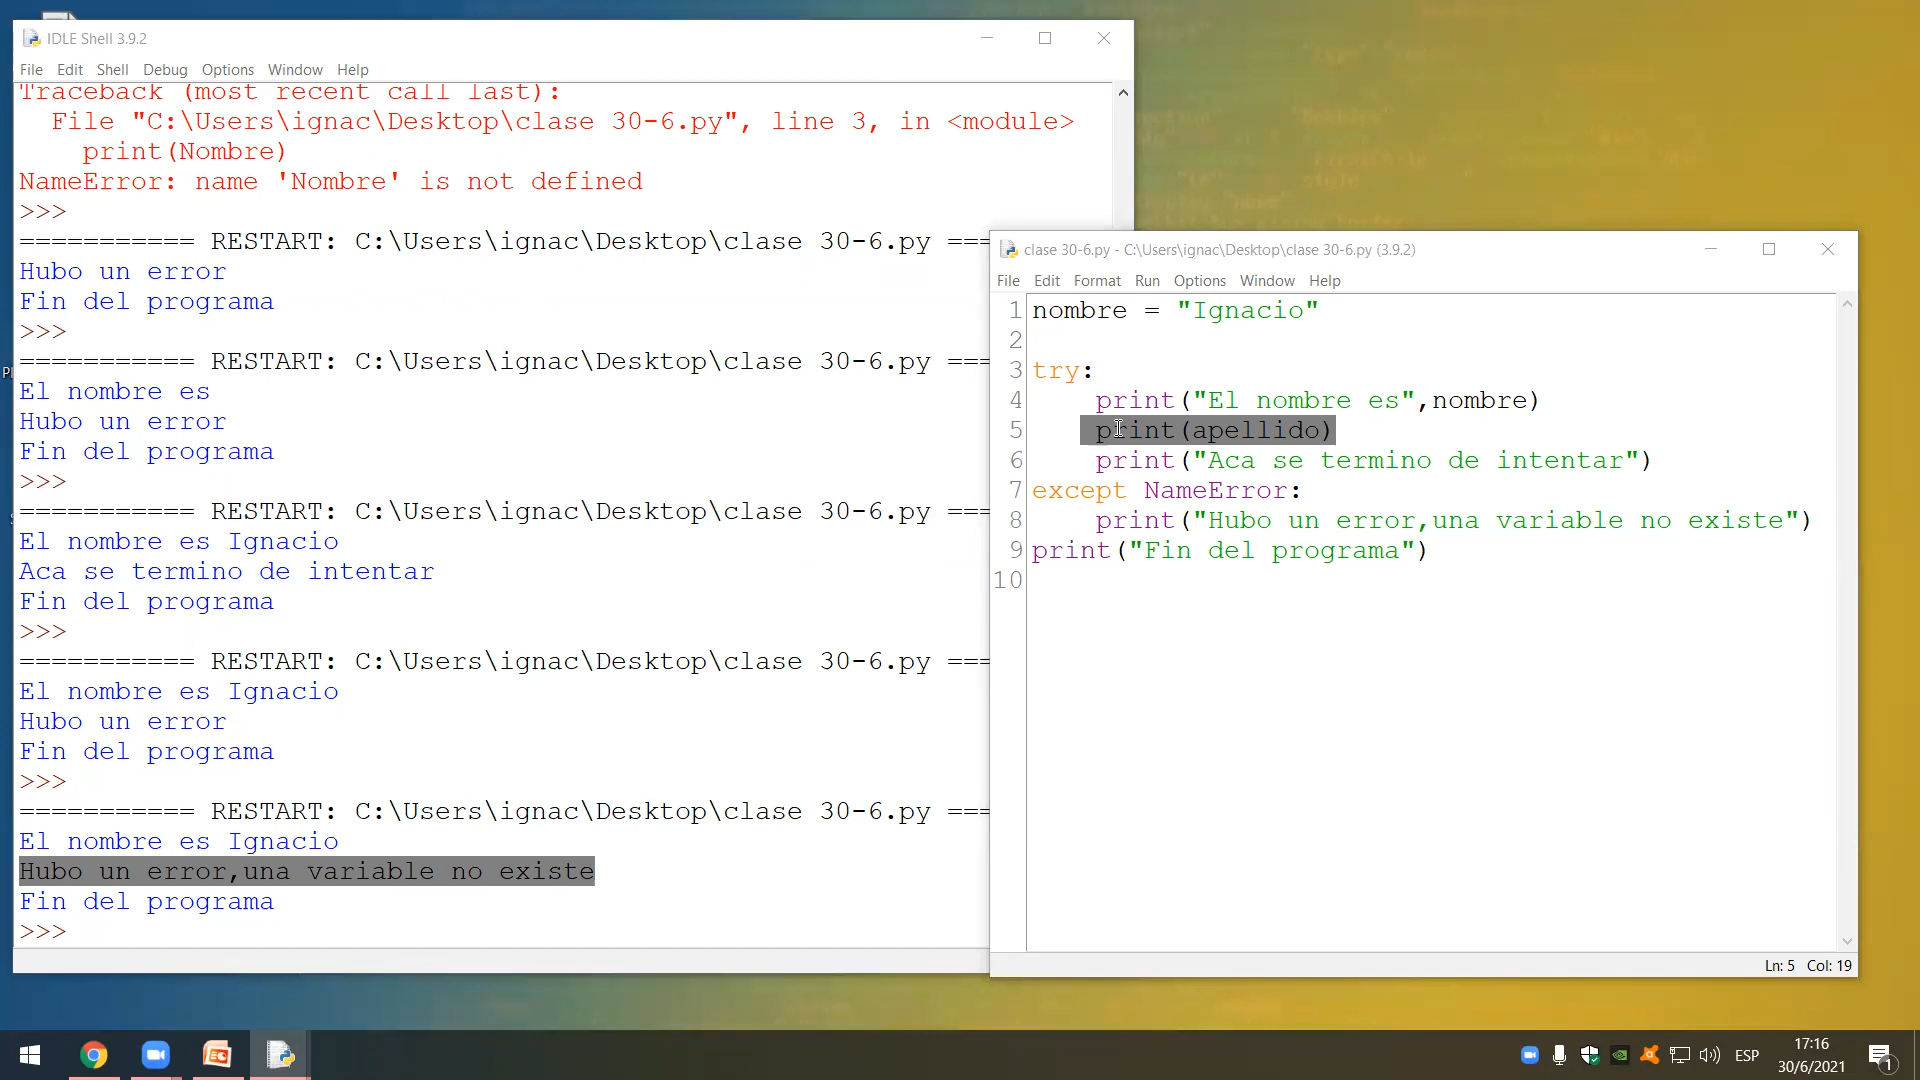 IDLE Shell 3.9.2
File Edit Shell Debug Options Window Help
Traceback (most recent call last):
File "C:\Users\ignac\Desktop\clase 30-6.py", line 3, in <module>
print(Nombre)
NameError: name 'Nombre' is not defined
>>>
=========== RESTART: C:\Users\ignac\Desktop\clase 30-6.py ===
Hubo un error
Fin del programa
>>>
=========== RESTART: C:\Users\ignac\Desktop\clase 30-6.py ===
El nombre es
Hubo un error
Fin del programa
>>>
=========== RESTART: C:\Users\ignac\Desktop\clase 30-6.py ===
El nombre es Ignacio
Aca se termino de intentar
Fin del programa
>>>
=========== RESTART: C:\Users\ignac\Desktop\clase 30-6.py ===
El nombre es Ignacio
Hubo un error
Fin del programa
>>>
=========== RESTART: C:\Users\ignac\Desktop\clase 30-6.py ===
El nombre es Ignacio
Hubo un error,una variable no existe
Fin del programa
>>>
clase 30-6.py - C:\Users\ignac\Desktop\clase 30-6.py (3.9.2)
File Edit Format Run Options Window Help
1 nombre = "Ignacio"
2
3 try:
4 print("El nombre es",nombre)
5 print(apellido)
6 print("Aca se termino de intentar")
7 except NameError:
8 print("Hubo un error,una variable no existe")
9 print("Fin del programa")
10
Ln: 5 Col: 19
ESP
17:16
30/6/2021
1